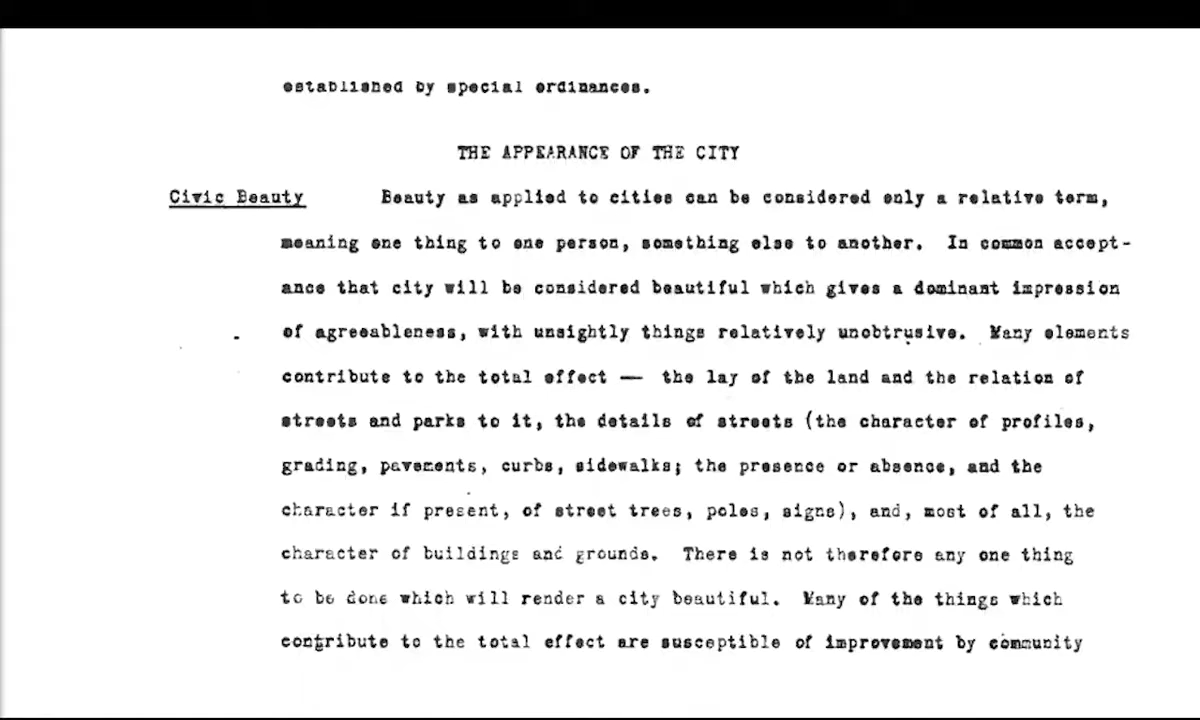 established by special ordinances.
THE APPEARANCE OF THE CITY
Civic Beauty Beauty as applied to cities can be considered only a relative term,
meaning one thing to one person, something else to another. In common accept-
ance that city will be considered beautiful which gives a dominant impression
of agreeableness, with unsightly things relatively unobtrusive. Many elements
contribute to the total effect — the lay of the land and the relation of
streets and parks to it, the details of streets (the character of profiles,
grading, pavements, curbs, sidewalks; the presence or absence, and the
character if present, of street trees, poles, signs), and, most of all, the
character of buildings and grounds. There is not therefore any one thing
to be done which will render a city beautiful. Many of the things which
contribute to the total effect are susceptible of improvement by community